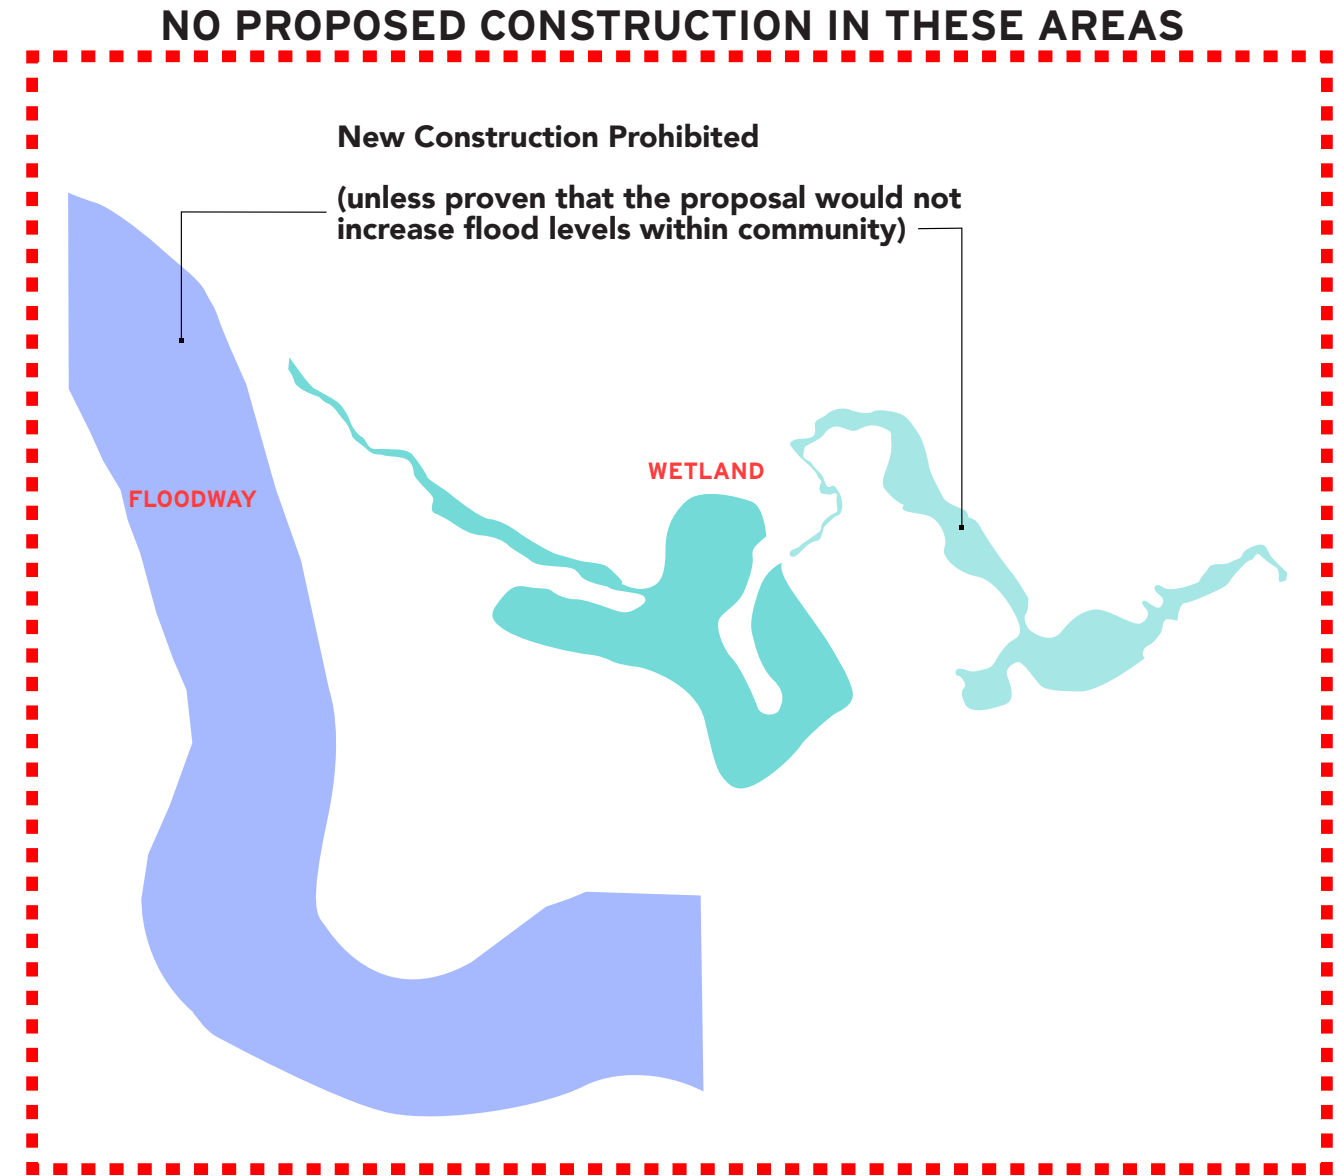 NO PROPOSED CONSTRUCTION IN THESE AREAS
New Construction Prohibited
(unless proven that the proposal would not
increase flood levels within community)
WETLAND
FLOODWAY